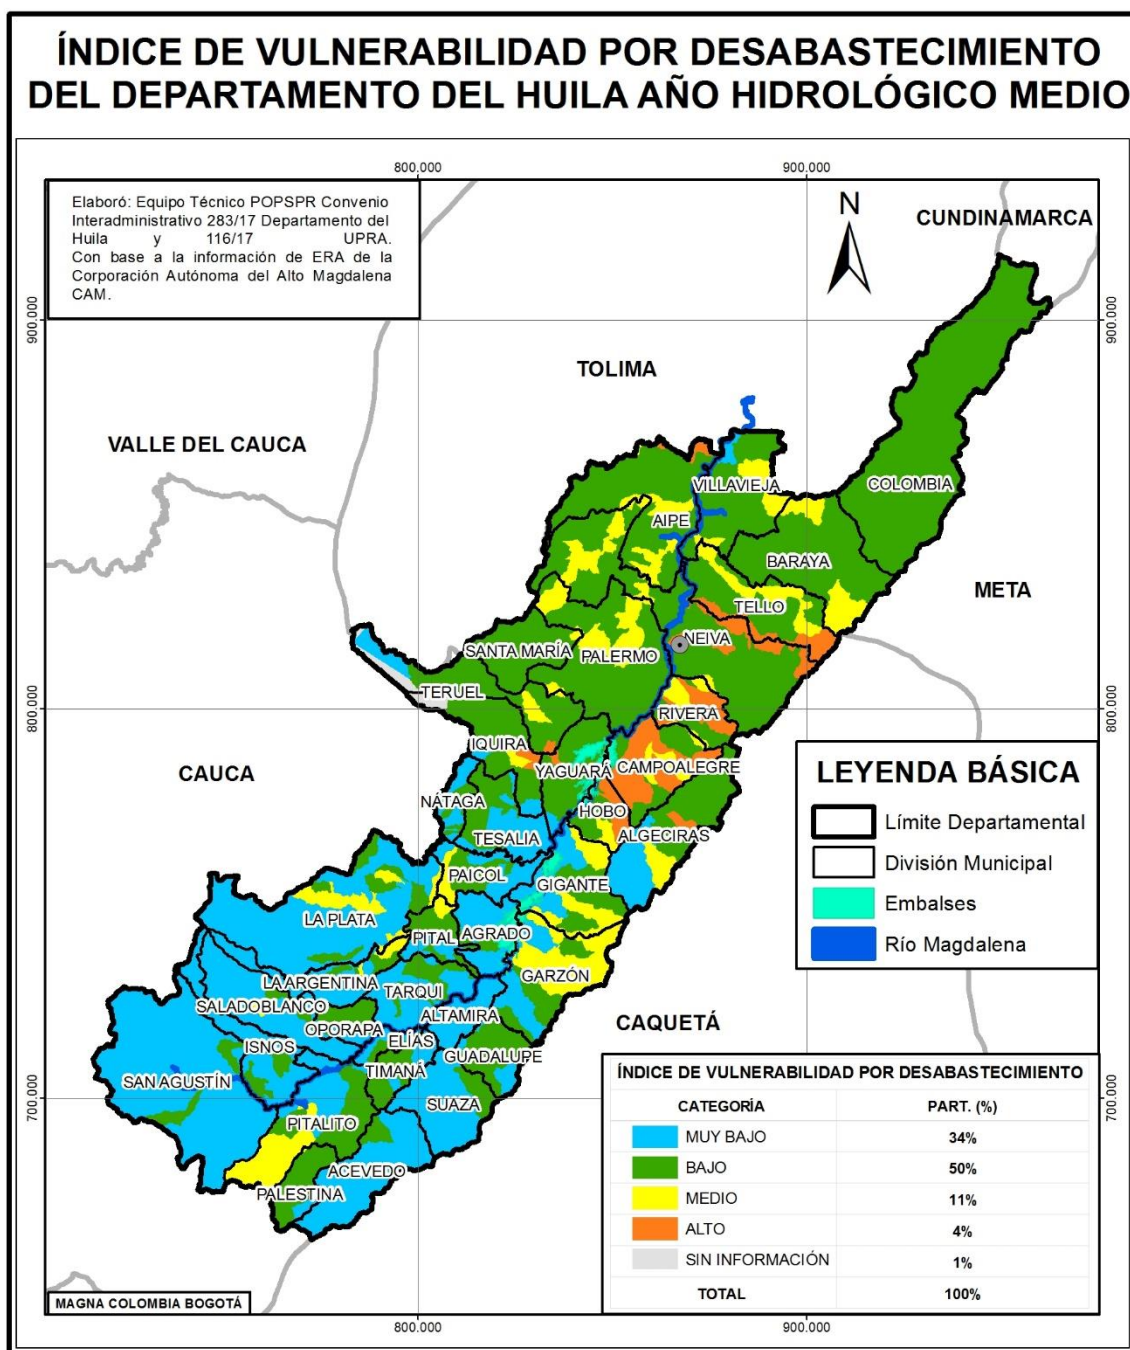 ÍNDICE DE VULNERABILIDAD POR DESABASTECIMIENTO
DEL DEPARTAMENTO DEL HUILA AÑO HIDROLÓGICO MEDIO
800.000
900.000
Elaboró: Equipo Técnico POPSPR Convenio
Interadministrativo 283/17 Departamento del
Huila y 116/17 UPRA.
Con base a la información de ERA de la
Corporación Autónoma del Alto Magdalena
CAM.
N
CUNDINAMARCA
900.000
900.000
TOLIMA
VALLE DEL CAUCA
VILLAVIEJA
COLOMBIA
AIPE
BARAYA
META
TELLO
NEIVA
SANTA MARÍA
PALERMO
TERUEL
800.000
800.000
RIVERA
IQUIRA
CAUCA
YAGUARÁ
CAMPOALEGRE
NÁTAGA
HOBO
TESALIA
ALGECIRAS
PAICOL
GIGANTE
LA PLATA
PITAL
AGRADO
GARZÓN
LA ARGENTINA
TARQUI
SALADOBLANCO
ALTAMIRA
OPORAPA
ELÍAS
ISNOS
GUADALUPE
TIMANÁ
SAN AGUSTÍN
SUAZA
PITALITO
ACEVEDO
PALESTINA
CAQUETÁ
LEYENDA BÁSICA
Límite Departamental
División Municipal
Embalses
Río Magdalena
700.000
700.000
ÍNDICE DE VULNERABILIDAD POR DESABASTECIMIENTO
CATEGORÍA PART. (%)
MUY BAJO 34%
BAJO 50%
MEDIO 11%
ALTO 4%
SIN INFORMACIÓN 1%
TOTAL 100%
MAGNA COLOMBIA BOGOTÁ
800.000
900.000